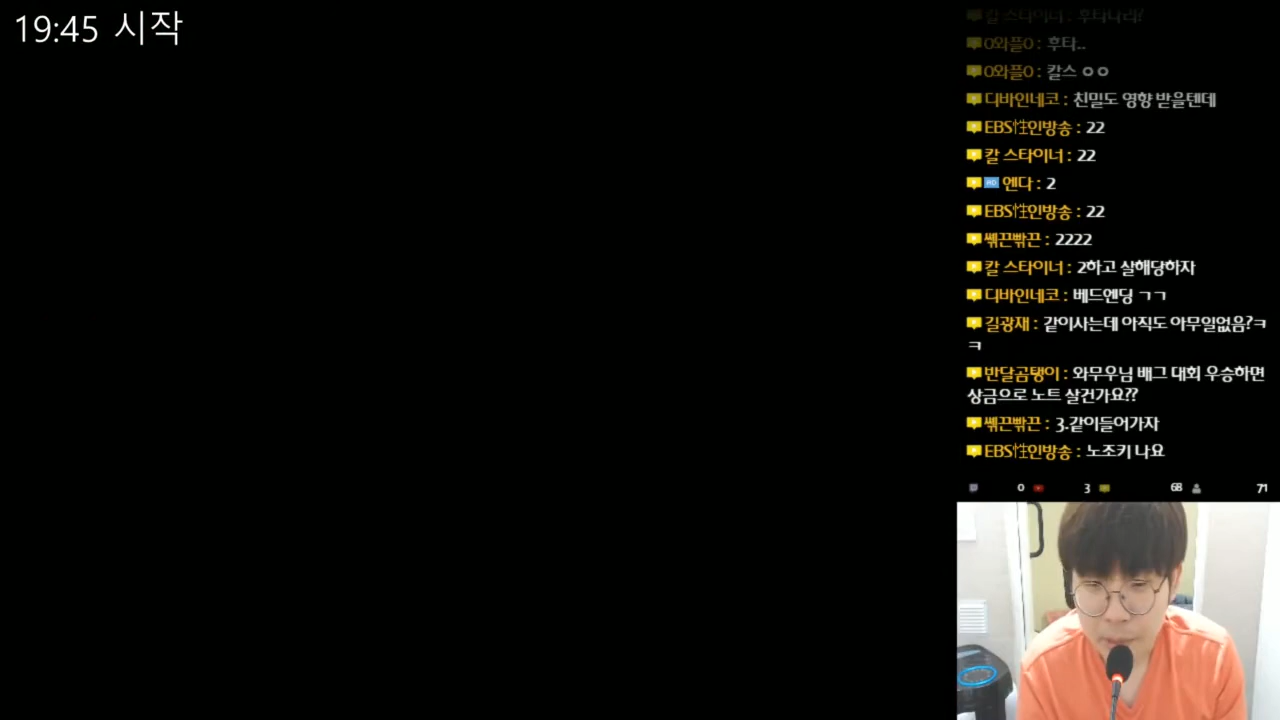 19:45 시작
칼 스타이너 : 후타나리?
0와플0 : 후타..
0와플0 : 칼스 ㅇㅇ
디바인네코 : 친밀도 영향 받을텐데
EBS性인방송 : 22
칼 스타이너 : 22
엔다 : 2
EBS性인방송 : 22
쎾끈빾끈 : 2222
칼 스타이너 : 2하고 살해당하자
디바인네코 : 베드엔딩 ㄱㄱ
길광재 : 같이사는데 아직도 아무일없음?ㅋ
ㅋ
반달곰탱이 : 와무우님 배그 대회 우승하면
상금으로 노트 살건가요??
쎾끈빾끈 : 3.같이들어가자
EBS性인방송 : 노조키 나요
0 3 68 71